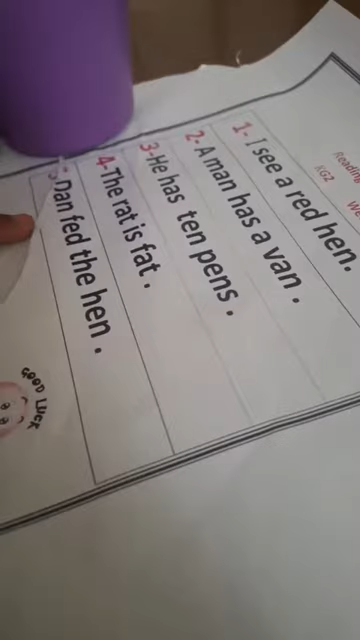 Reading
KG2
1- I see a red hen.
2- A man has a van .
3-He has ten pens .
4-The rat is fat .
Dan fed the hen .
GOOD LUCK